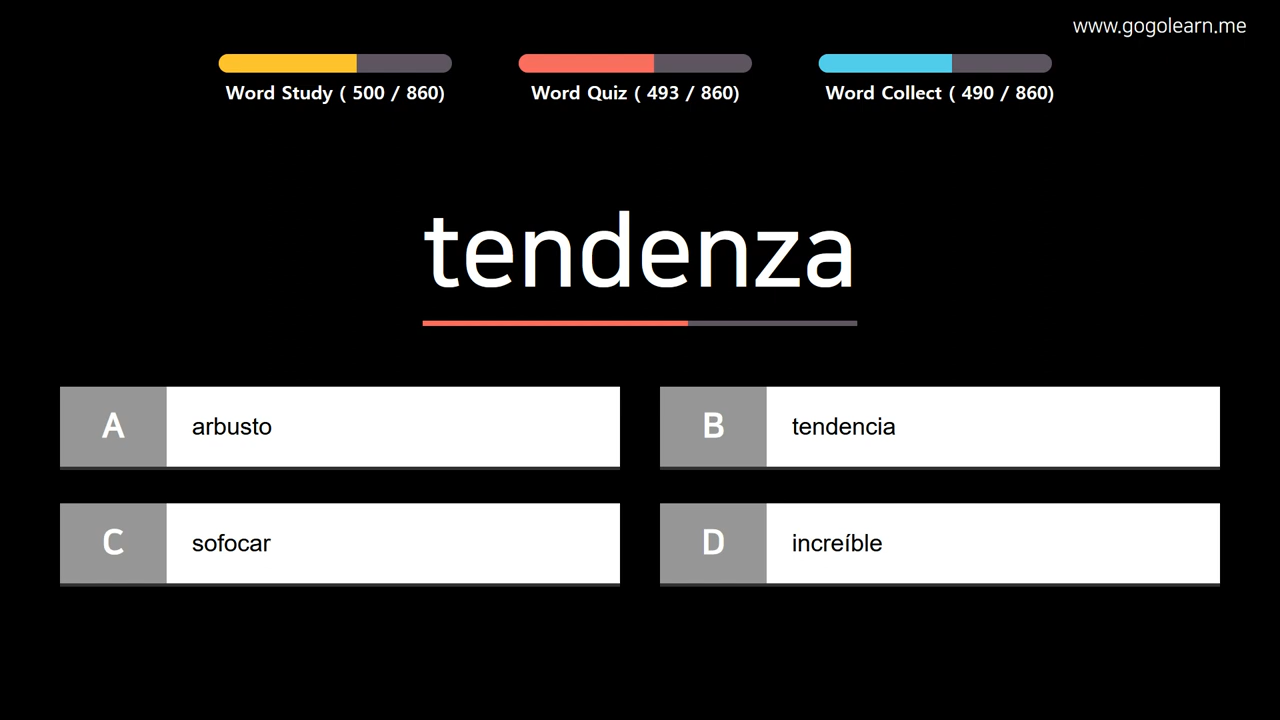 www.gogolearn.me
Word Study ( 500 / 860)
Word Quiz ( 493 / 860)
Word Collect ( 490 / 860)
tendenza
A
arbusto
B
tendencia
C
sofocar
D
increíble